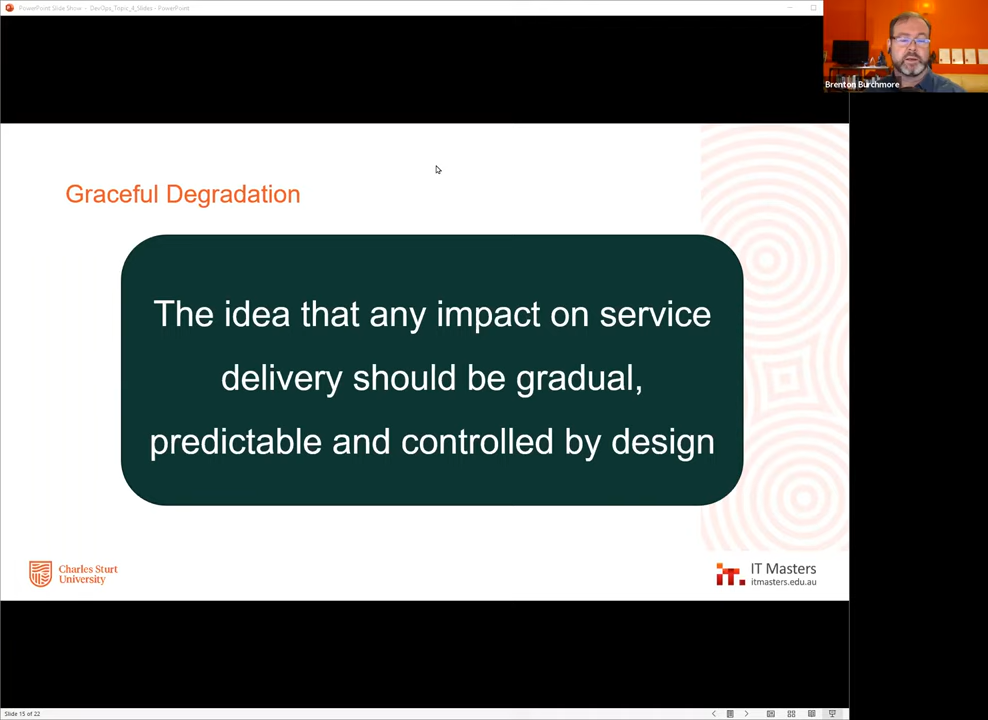 PowerPoint Slide Show - DevOps_Topic_4_Slides - PowerPoint
Brenton Burchmore
Graceful Degradation
The idea that any impact on service
delivery should be gradual,
predictable and controlled by design
Charles Sturt
University
IT Masters
itmasters.edu.au
Slide 15 of 22